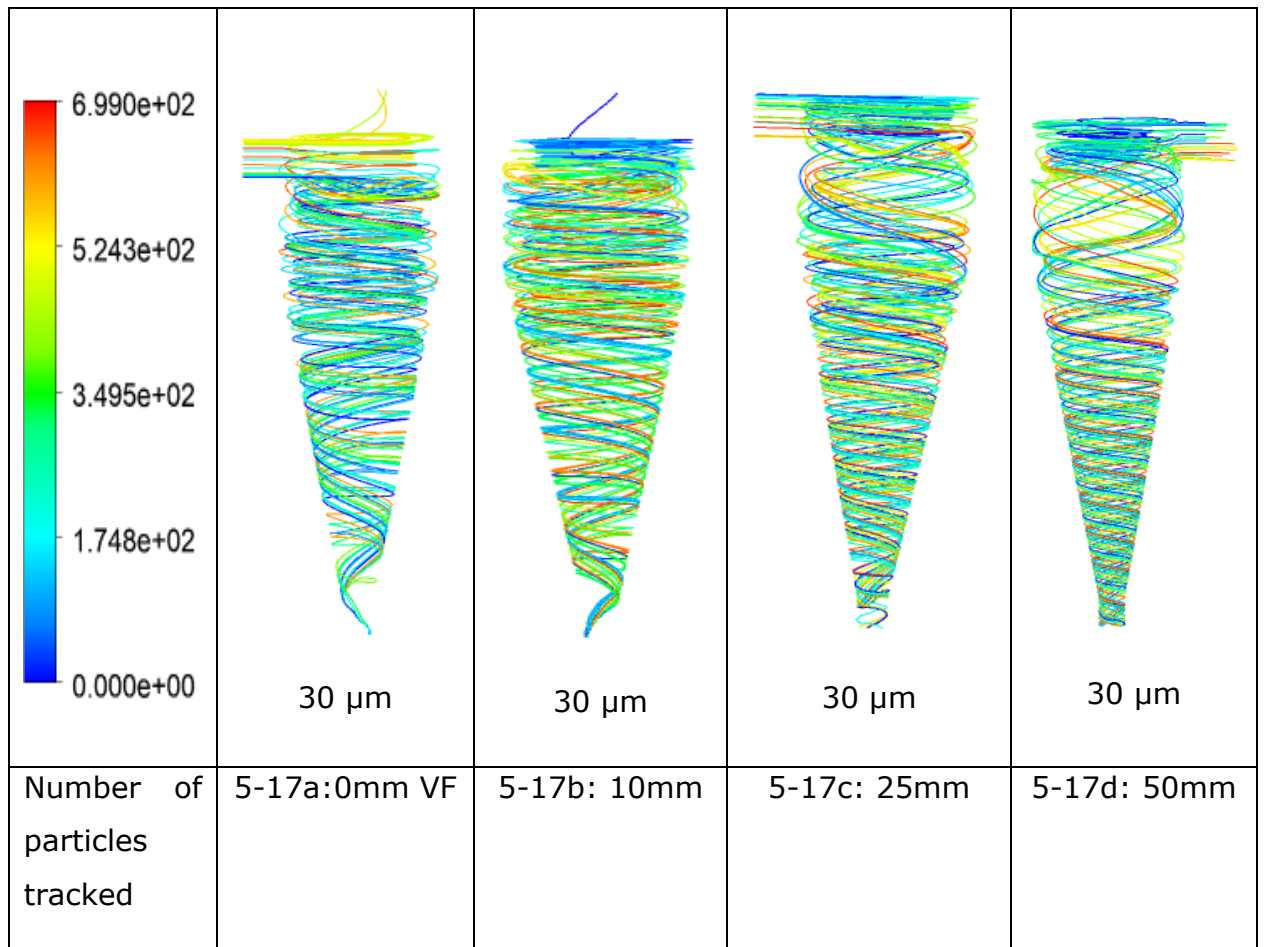 6.990e+02
5.243e+02
3.495e+02
1.748e+02
0.000e+00
30 µm
30 µm
30 µm
30 µm
Number of
particles
tracked
5-17a:0mm VF
5-17b: 10mm
5-17c: 25mm
5-17d: 50mm